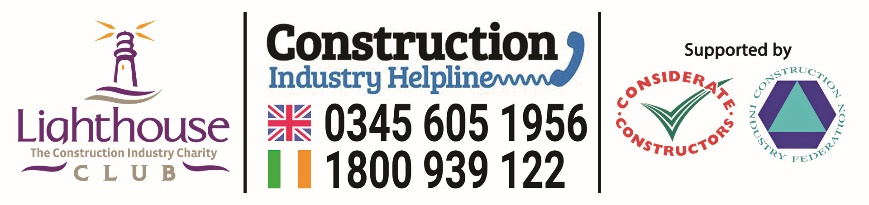 Lighthouse
The Construction Industry Charity
CLUB
Construction
Industry Helpline
0345 605 1956
1800 939 122
Supported by
CONSIDERATE
CONSTRUCTORS
CONSTRUCTION
INDUSTRY FEDERATION